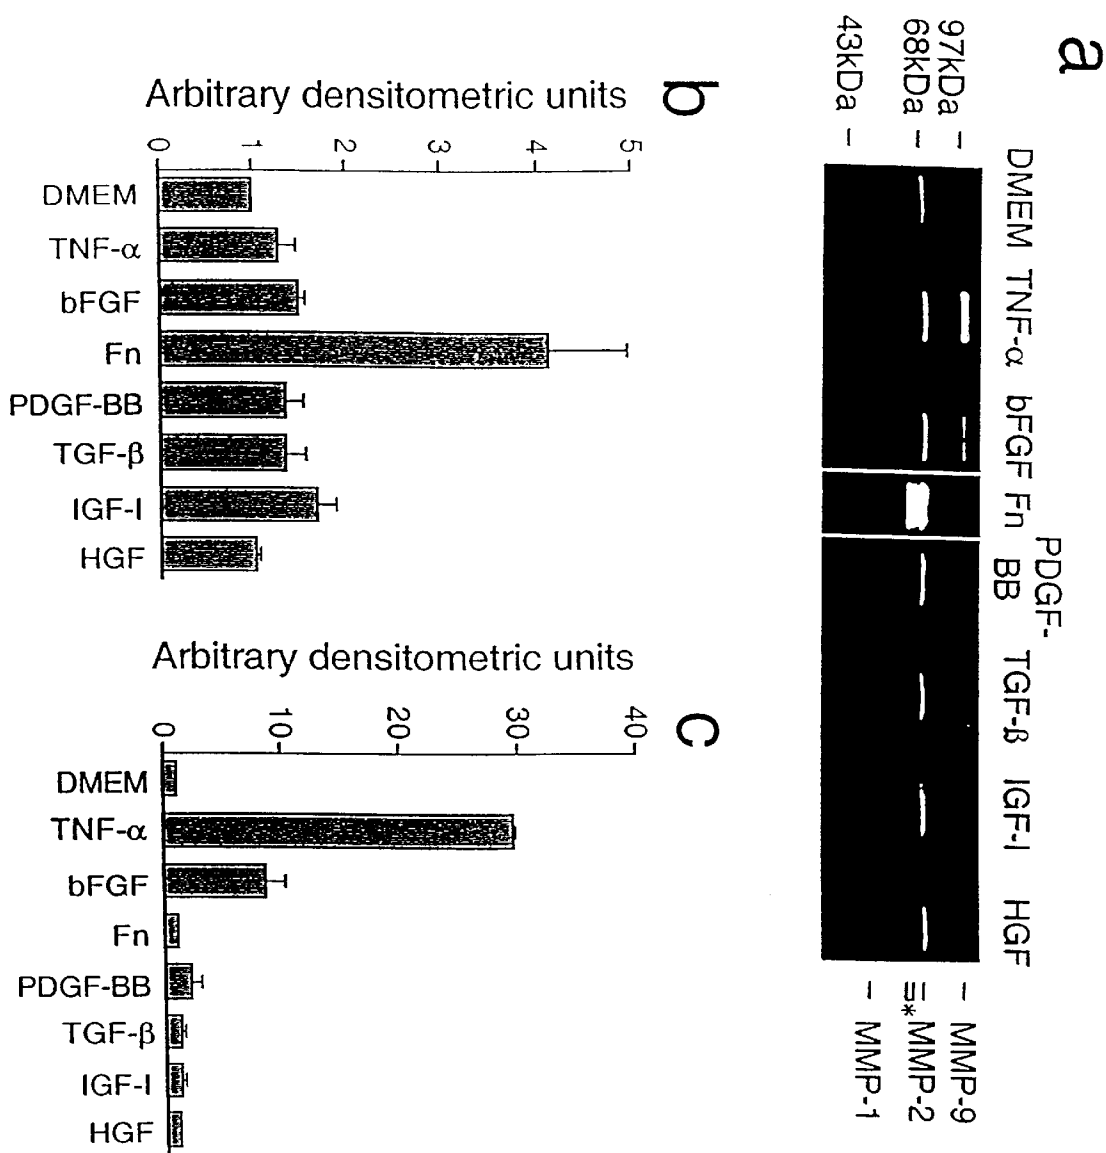 a
DMEM TNF-α bFGF Fn PDGF-BB TGF-ß IGF-I HGF
97kDa – – MMP-9
68kDa – =* MMP-2
43kDa – – MMP-1
b
Arbitrary densitometric units
5
4
3
2
1
0
DMEM
TNF-α
bFGF
Fn
PDGF-BB
TGF-β
IGF-I
HGF
c
Arbitrary densitometric units
40
30
20
10
0
DMEM
TNF-α
bFGF
Fn
PDGF-BB
TGF-β
IGF-I
HGF